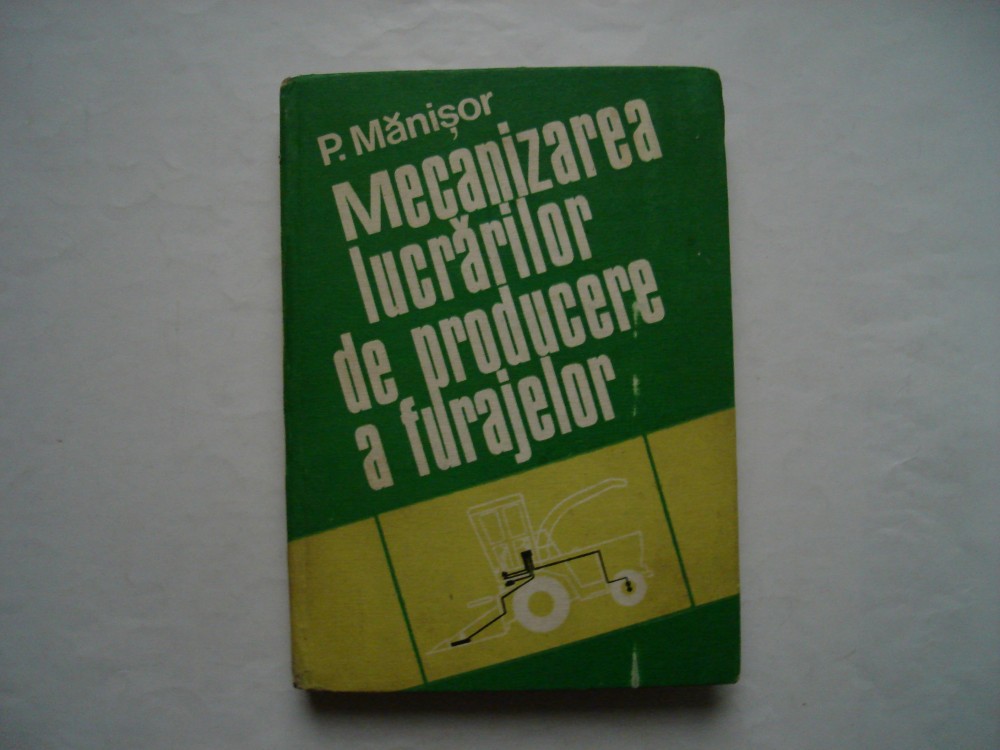 P. Mănișor
Mecanizarea
lucrărilor
de producere
a furajelor